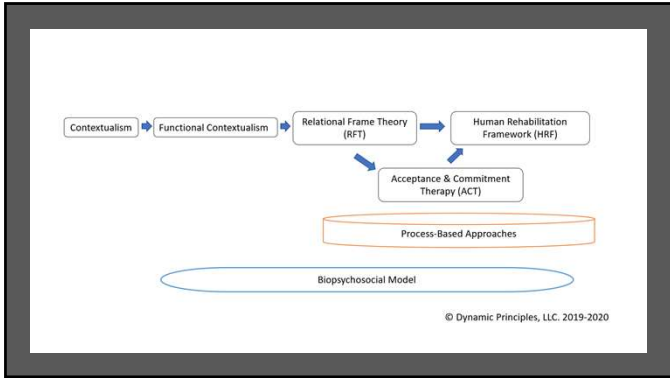 Contextualism
Functional Contextualism
Relational Frame Theory
(RFT)
Human Rehabilitation
Framework (HRF)
Acceptance & Commitment
Therapy (ACT)
Process-Based Approaches
Biopsychosocial Model
© Dynamic Principles, LLC. 2019-2020